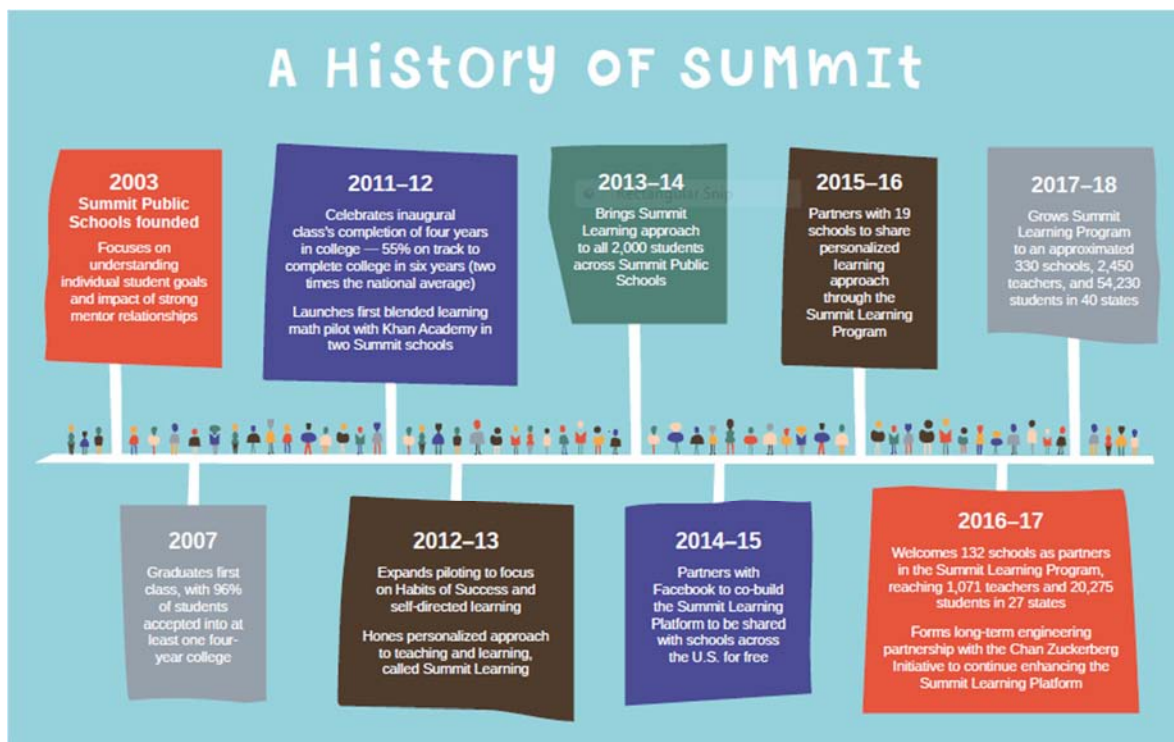 A HiStORY OF SUMMIt
2003
Summit Public
Schools founded
Focuses on
understanding
individual student goals
and impact of strong
mentor relationships
2011–12
Celebrates inaugural
class's completion of four years
in college — 55% on track to
complete college in six years (two
times the national average)
Launches first blended learning
math pilot with Khan Academy in
two Summit schools
2013–14
Rectangular Snip
Brings Summit
Learning approach
to all 2,000 students
across Summit Public
Schools
2015–16
Partners with 19
schools to share
personalized
learning
approach
through the
Summit Learning
Program
2017–18
Grows Summit
Learning Program
to an approximated
330 schools, 2,450
teachers, and 54,230
students in 40 states
2007
Graduates first
class, with 96%
of students
accepted into at
least one four-
year college
2012–13
Expands piloting to focus
on Habits of Success and
self-directed learning
Hones personalized approach
to teaching and learning,
called Summit Learning
2014–15
Partners with
Facebook to co-build
the Summit Learning
Platform to be shared
with schools across
the U.S. for free
2016–17
Welcomes 132 schools as partners
in the Summit Learning Program,
reaching 1,071 teachers and 20,275
students in 27 states
Forms long-term engineering
partnership with the Chan Zuckerberg
Initiative to continue enhancing the
Summit Learning Platform